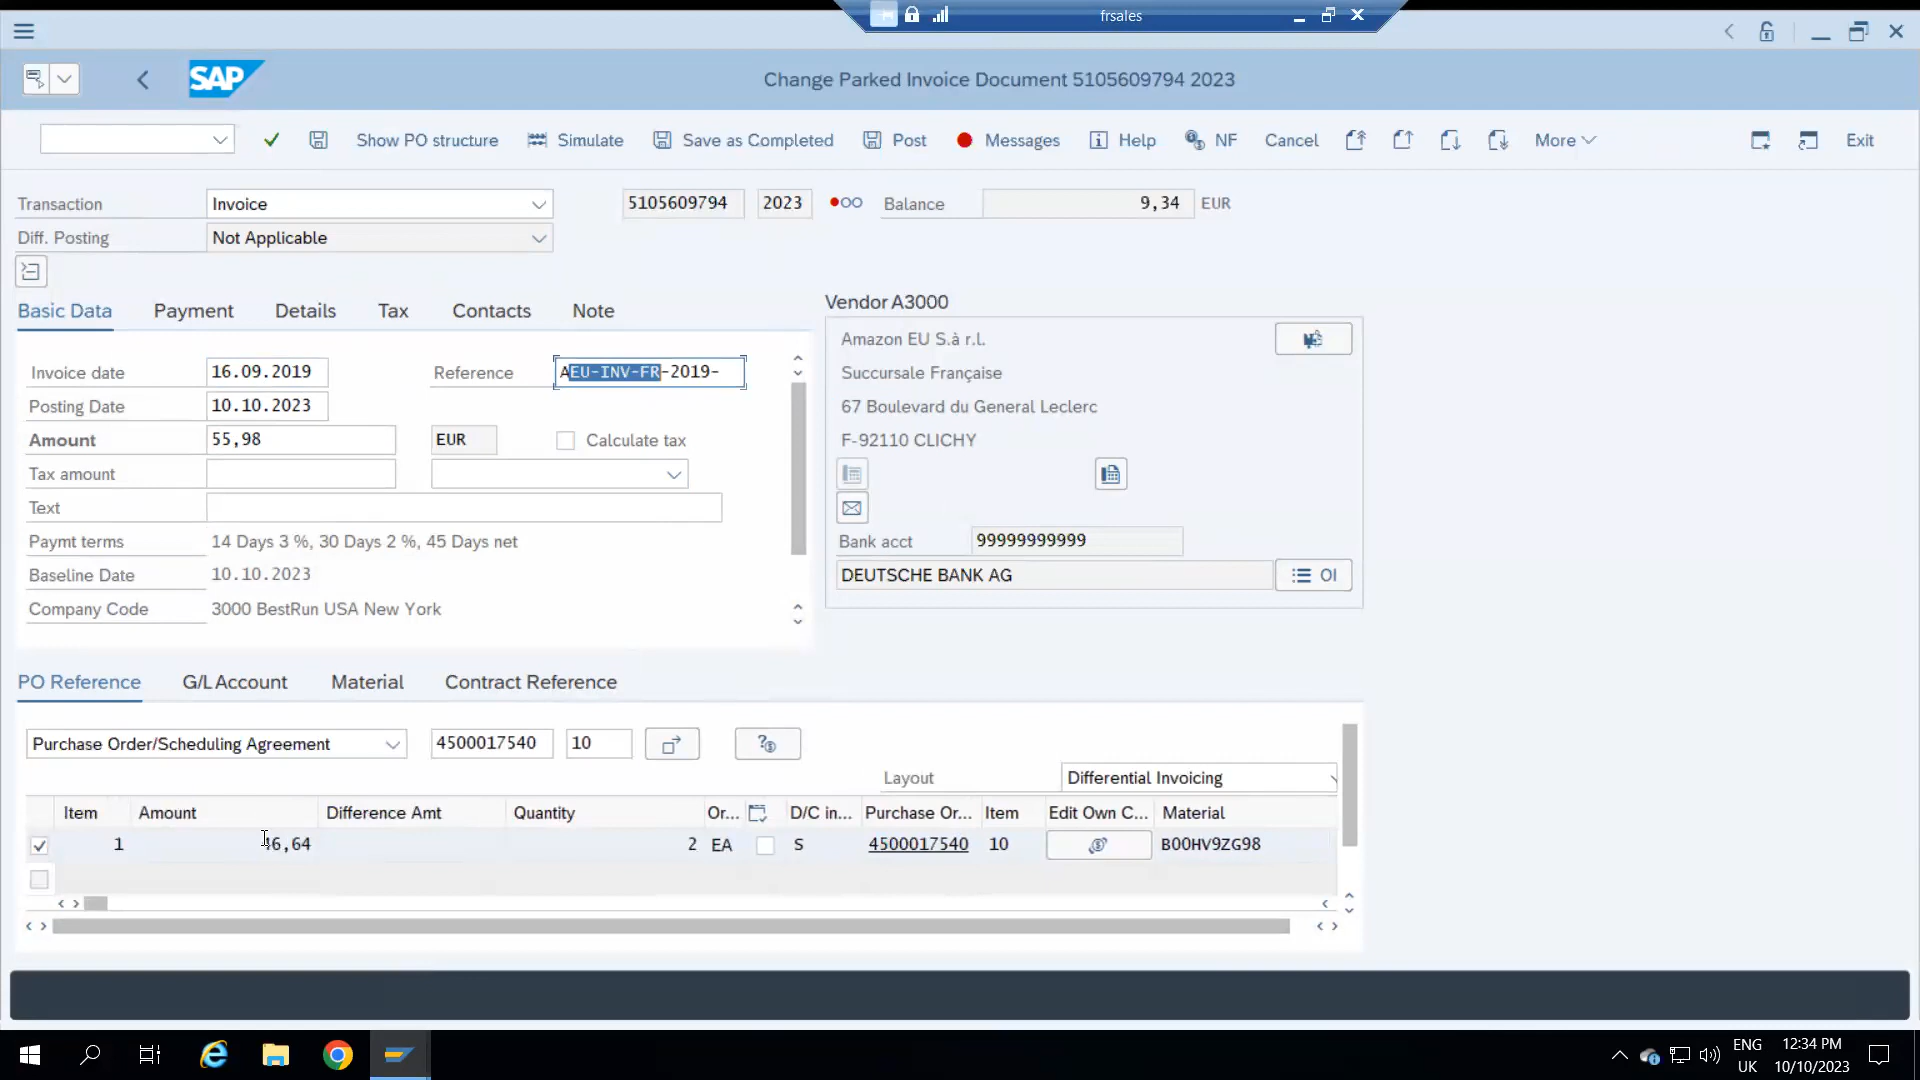 frsales
SAP
Change Parked Invoice Document 5105609794 2023
Show PO structure Simulate Save as Completed Post Messages Help NF Cancel More Exit
Transaction Invoice 5105609794 2023 Balance 9,34 EUR
Diff. Posting Not Applicable
Basic Data Payment Details Tax Contacts Note
Vendor A3000
Invoice date 16.09.2019 Reference AEU-INV-FR-2019-
Posting Date 10.10.2023
Amount 55,98 EUR Calculate tax
Tax amount
Text
Paymt terms 14 Days 3 %, 30 Days 2 %, 45 Days net
Baseline Date 10.10.2023
Company Code 3000 BestRun USA New York
Amazon EU S.à r.l.
Succursale Française
67 Boulevard du General Leclerc
F-92110 CLICHY
Bank acct 99999999999
DEUTSCHE BANK AG OI
PO Reference G/L Account Material Contract Reference
Purchase Order/Scheduling Agreement 4500017540 10
Layout Differential Invoicing
Item Amount Difference Amt Quantity Or... D/C in... Purchase Or... Item Edit Own C... Material
1 46,64 2 EA S 4500017540 10 B00HV9ZG98
ENG 12:34 PM
UK 10/10/2023